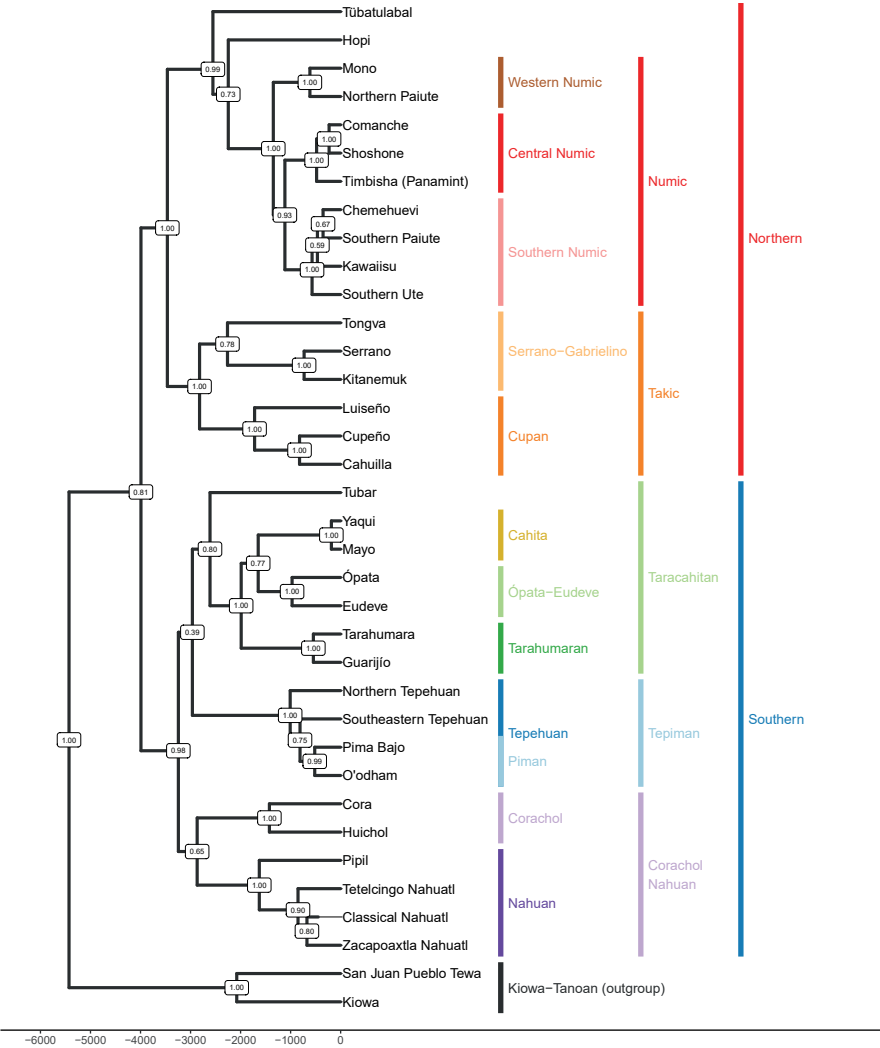 Tübatulabal
Hopi
Mono
Northern Paiute
Comanche
Shoshone
Timbisha (Panamint)
Chemehuevi
Southern Paiute
Kawaiisu
Southern Ute
Tongva
Serrano
Kitanemuk
Luiseño
Cupeño
Cahuilla
Tubar
Yaqui
Mayo
Ópata
Eudeve
Tarahumara
Guarijío
Northern Tepehuan
Southeastern Tepehuan
Pima Bajo
O'odham
Cora
Huichol
Pipil
Tetelcingo Nahuatl
Classical Nahuatl
Zacapoaxtla Nahuatl
San Juan Pueblo Tewa
Kiowa
0.99
0.73
1.00
1.00
1.00
1.00
0.93
0.67
0.59
1.00
1.00
0.78
1.00
1.00
1.00
1.00
0.81
0.80
1.00
0.77
1.00
1.00
1.00
0.39
1.00
0.75
0.99
0.98
1.00
0.65
1.00
0.90
0.80
1.00
1.00
Western Numic
Central Numic
Southern Numic
Serrano−Gabrielino
Cupan
Cahita
Ópata−Eudeve
Tarahumaran
Tepehuan
Piman
Corachol
Nahuan
Kiowa−Tanoan (outgroup)
Numic
Takic
Taracahitan
Tepiman
Corachol
Nahuan
Northern
Southern
−6000 −5000 −4000 −3000 −2000 −1000 0